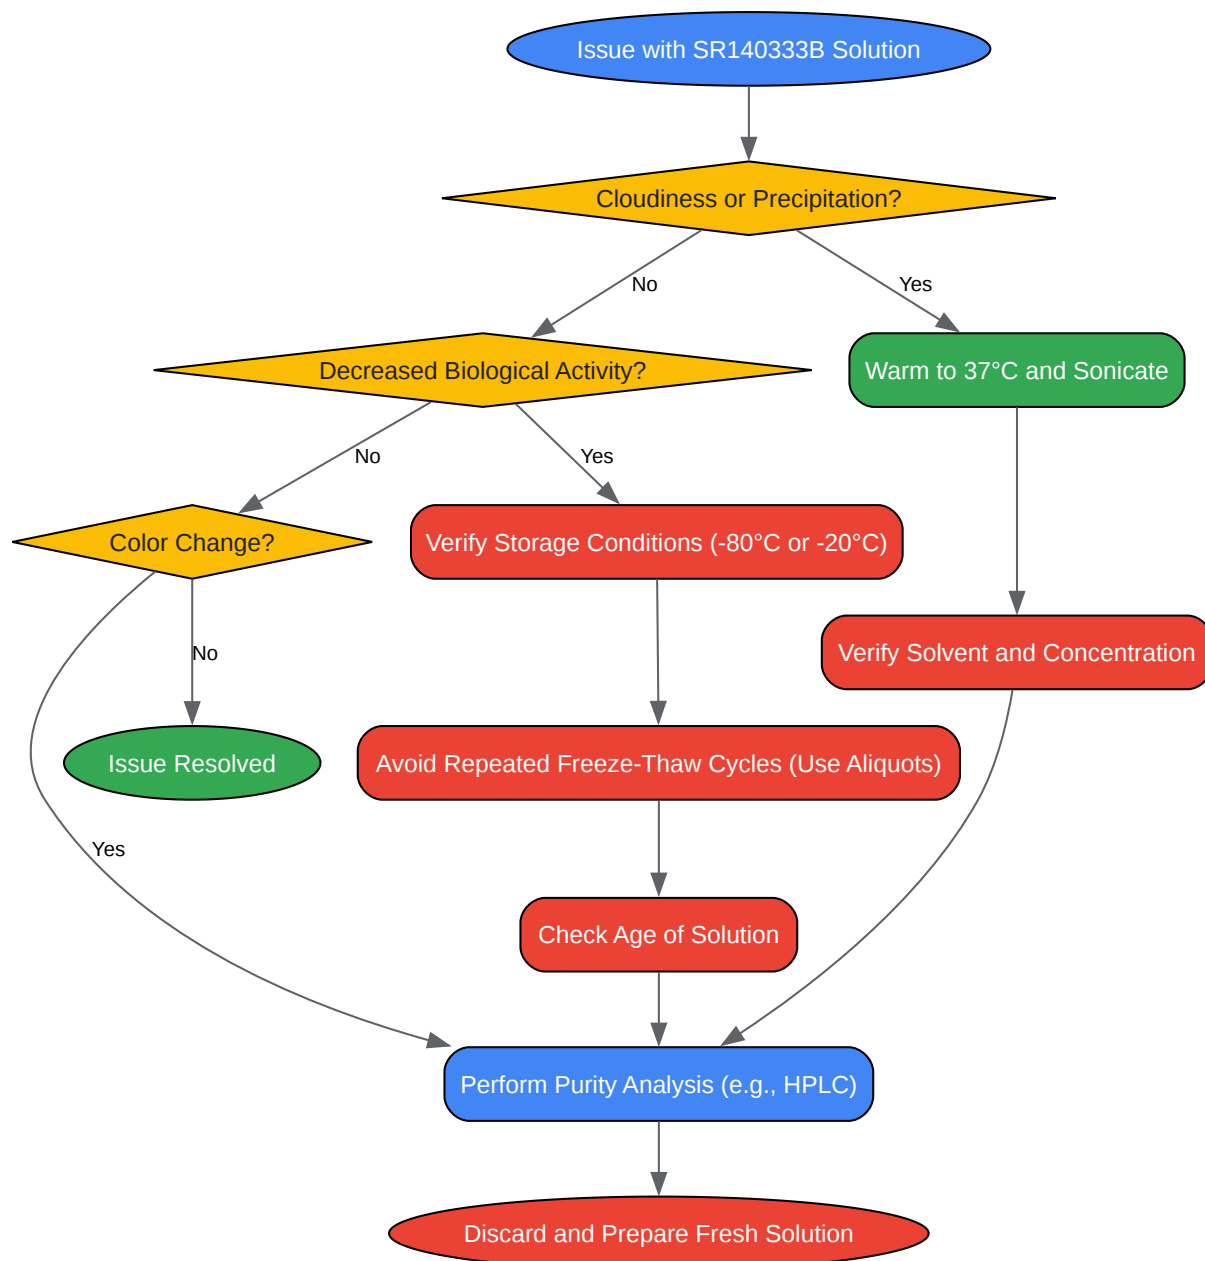 Issue with SR140333B Solution
Cloudiness or Precipitation?
No
Yes
Decreased Biological Activity?
Warm to 37°C and Sonicate
No
Yes
Color Change?
Verify Storage Conditions (-80°C or -20°C)
No
Verify Solvent and Concentration
Issue Resolved
Avoid Repeated Freeze-Thaw Cycles (Use Aliquots)
Yes
Check Age of Solution
Perform Purity Analysis (e.g., HPLC)
Discard and Prepare Fresh Solution